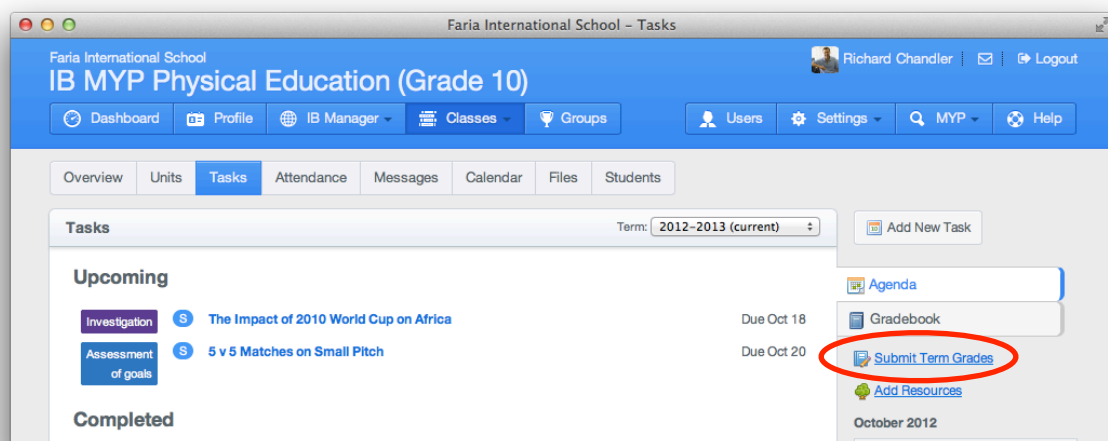 Faria International School – Tasks
Faria International School
IB MYP Physical Education (Grade 10)
Richard Chandler
Logout
Dashboard
Profile
IB Manager
Classes
Groups
Users
Settings
MYP
Help
Overview
Units
Tasks
Attendance
Messages
Calendar
Files
Students
Tasks
Term: 2012-2013 (current)
Add New Task
Upcoming
Agenda
Investigation S The Impact of 2010 World Cup on Africa Due Oct 18
Gradebook
Assessment
of goals
S 5 v 5 Matches on Small Pitch Due Oct 20
Submit Term Grades
Add Resources
Completed
October 2012